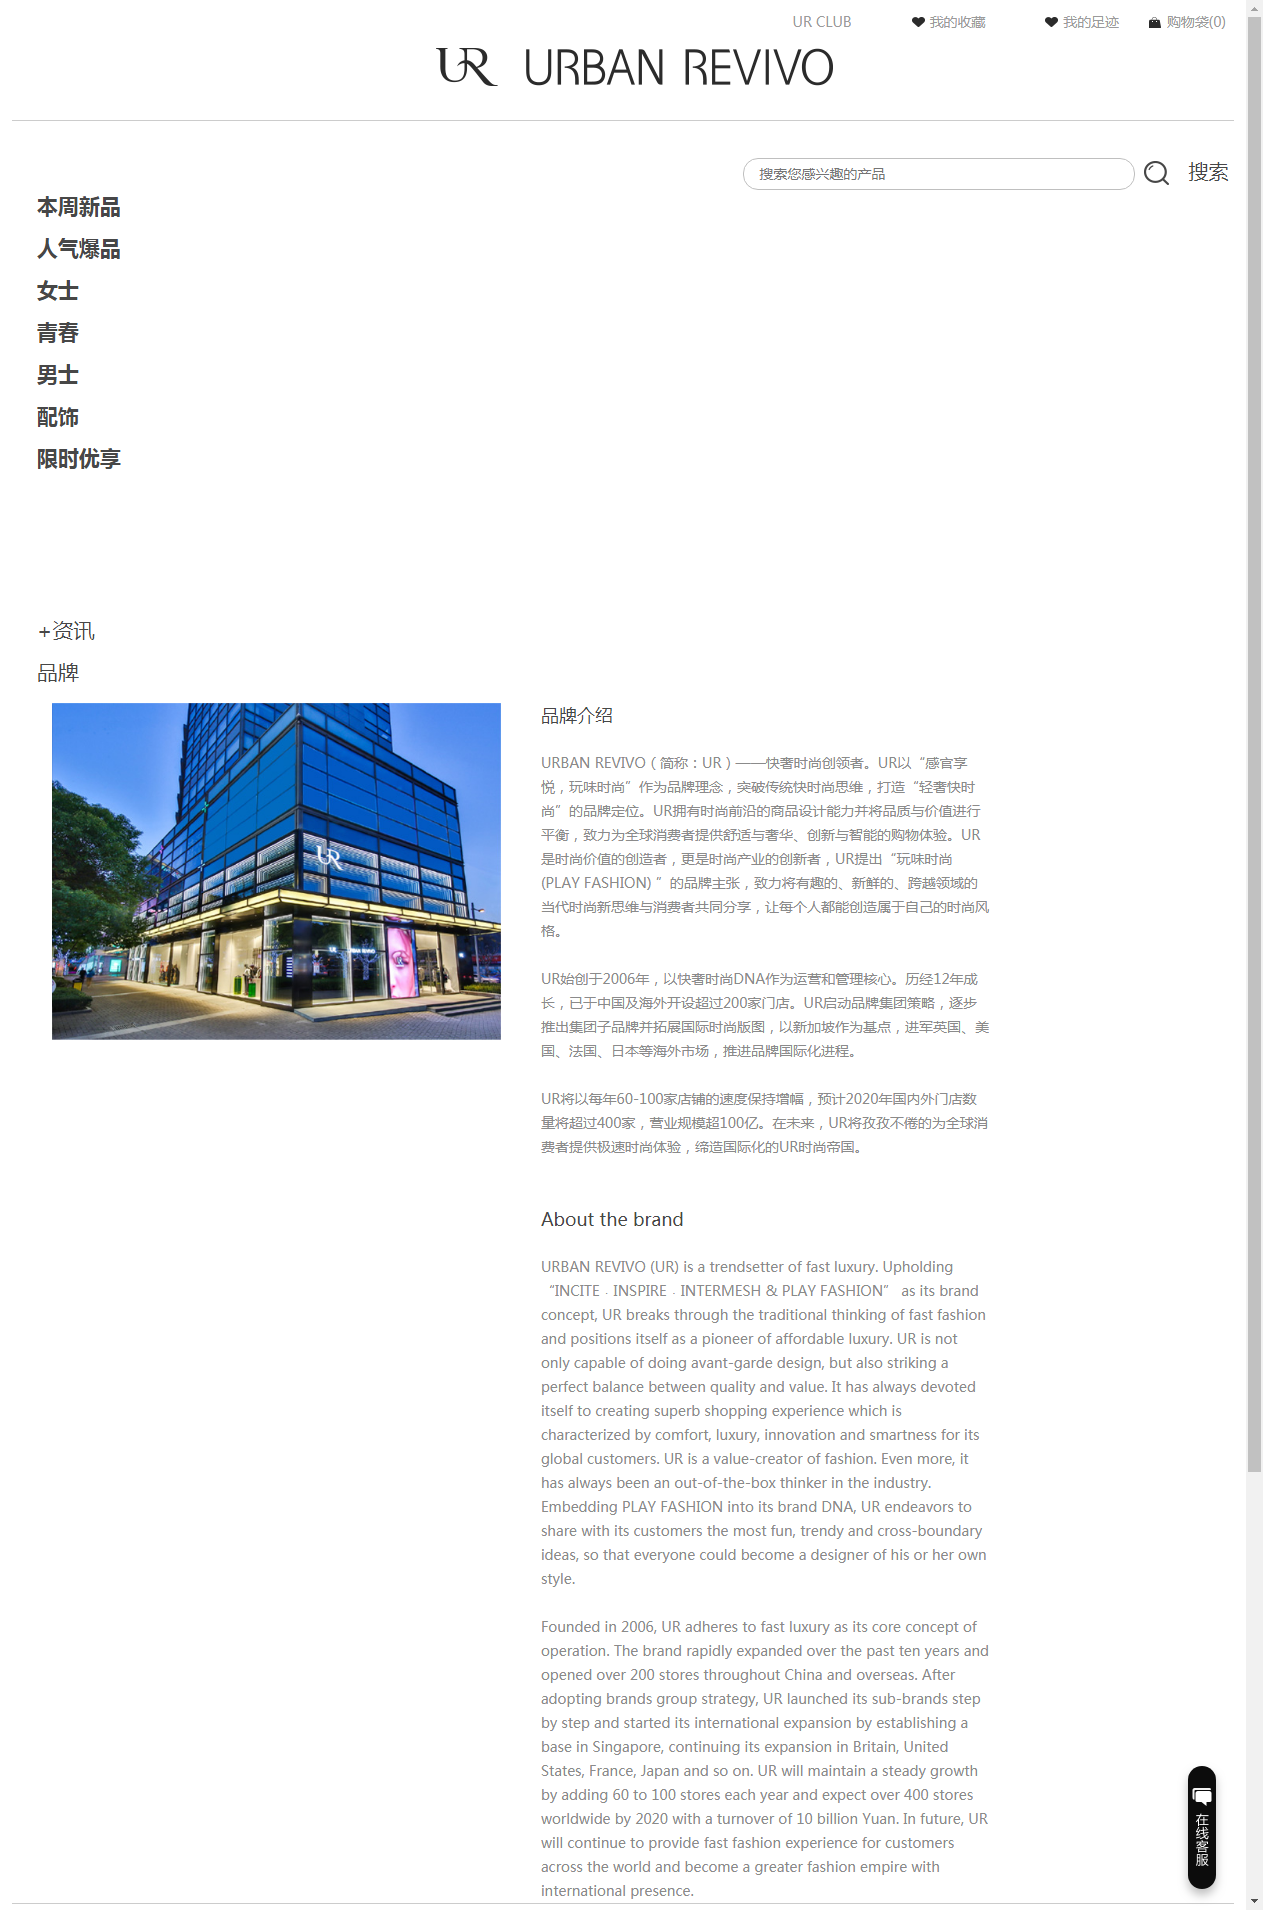 UR CLUB
我的收藏
我的足迹
购物袋(0)
UR URBAN REVIVO
搜索您感兴趣的产品
搜索
本周新品
人气爆品
女士
青春
男士
配饰
限时优享
+资讯
品牌
UR
URBAN REVIVO
品牌介绍
URBAN REVIVO（简称：UR）——快奢时尚创领者。UR以“感官享
悦，玩味时尚”作为品牌理念，突破传统快时尚思维，打造“轻奢快时
尚”的品牌定位。UR拥有时尚前沿的商品设计能力并将品质与价值进行
平衡，致力为全球消费者提供舒适与奢华、创新与智能的购物体验。UR
是时尚价值的创造者，更是时尚产业的创新者，UR提出“玩味时尚
(PLAY FASHION) ”的品牌主张，致力将有趣的、新鲜的、跨越领域的
当代时尚新思维与消费者共同分享，让每个人都能创造属于自己的时尚风
格。
UR始创于2006年，以快奢时尚DNA作为运营和管理核心。历经12年成
长，已于中国及海外开设超过200家门店。UR启动品牌集团策略，逐步
推出集团子品牌并拓展国际时尚版图，以新加坡作为基点，进军英国、美
国、法国、日本等海外市场，推进品牌国际化进程。
UR将以每年60-100家店铺的速度保持增幅，预计2020年国内外门店数
量将超过400家，营业规模超100亿。在未来，UR将孜孜不倦的为全球消
费者提供极速时尚体验，缔造国际化的UR时尚帝国。
About the brand
URBAN REVIVO (UR) is a trendsetter of fast luxury. Upholding
“INCITE﹒INSPIRE﹒INTERMESH & PLAY FASHION” as its brand
concept, UR breaks through the traditional thinking of fast fashion
and positions itself as a pioneer of affordable luxury. UR is not
only capable of doing avant-garde design, but also striking a
perfect balance between quality and value. It has always devoted
itself to creating superb shopping experience which is
characterized by comfort, luxury, innovation and smartness for its
global customers. UR is a value-creator of fashion. Even more, it
has always been an out-of-the-box thinker in the industry.
Embedding PLAY FASHION into its brand DNA, UR endeavors to
share with its customers the most fun, trendy and cross-boundary
ideas, so that everyone could become a designer of his or her own
style.
Founded in 2006, UR adheres to fast luxury as its core concept of
operation. The brand rapidly expanded over the past ten years and
opened over 200 stores throughout China and overseas. After
adopting brands group strategy, UR launched its sub-brands step
by step and started its international expansion by establishing a
base in Singapore, continuing its expansion in Britain, United
States, France, Japan and so on. UR will maintain a steady growth
by adding 60 to 100 stores each year and expect over 400 stores
worldwide by 2020 with a turnover of 10 billion Yuan. In future, UR
will continue to provide fast fashion experience for customers
across the world and become a greater fashion empire with
international presence.
在线客服